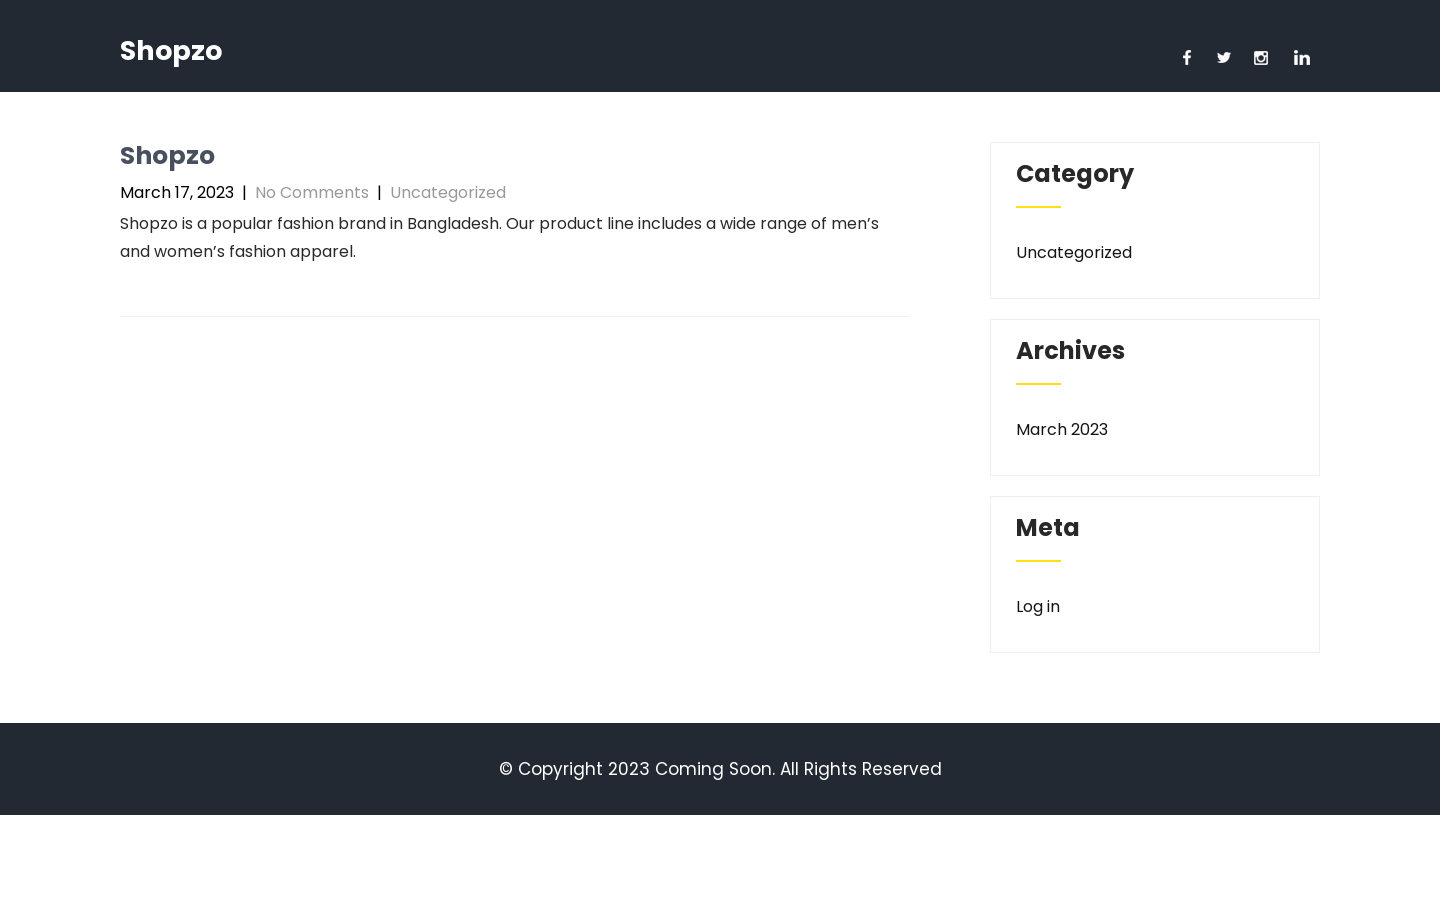 Shopzo
Shopzo
March 17, 2023 | No Comments | Uncategorized
Shopzo is a popular fashion brand in Bangladesh. Our product line includes a wide range of men’s
and women’s fashion apparel.
Category
Uncategorized
Archives
March 2023
Meta
Log in
© Copyright 2023 Coming Soon. All Rights Reserved